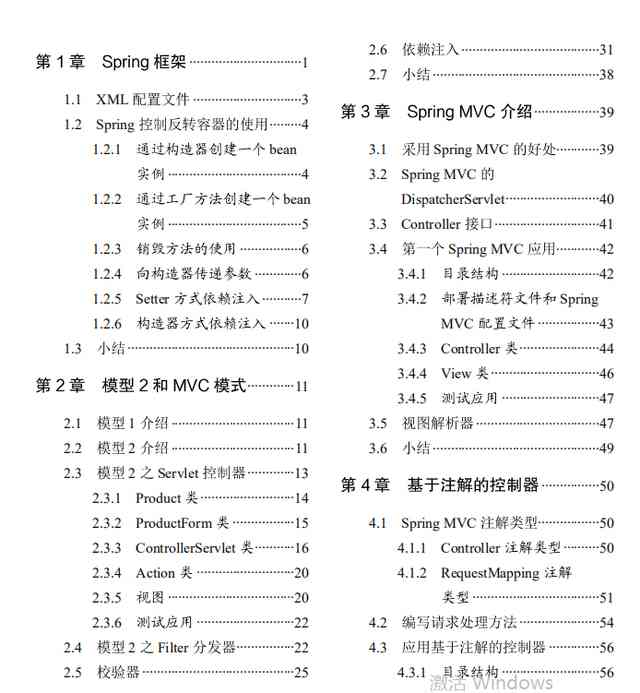 第 1 章 Spring 框架 ······························ 1
1.1 XML 配置文件 ······························ 3
1.2 Spring 控制反转容器的使用 ········ 4
1.2.1 通过构造器创建一个 bean
实例 ······························ 4
1.2.2 通过工厂方法创建一个 bean
实例 ······························ 5
1.2.3 销毁方法的使用 ················ 6
1.2.4 向构造器传递参数 ············ 6
1.2.5 Setter 方式依赖注入 ·········· 7
1.2.6 构造器方式依赖注入 ······· 10
1.3 小结 ······························ 10
第 2 章 模型 2 和 MVC 模式 ············· 11
2.1 模型 1 介绍 ······························ 11
2.2 模型 2 介绍 ······························ 11
2.3 模型 2 之 Servlet 控制器 ············· 13
2.3.1 Product 类 ························ 14
2.3.2 ProductForm 类 ················ 15
2.3.3 ControllerServlet 类 ·········· 16
2.3.4 Action 类 ························ 20
2.3.5 视图 ······························ 20
2.3.6 测试应用 ························ 22
2.4 模型 2 之 Filter 分发器 ·············· 22
2.5 校验器 ······························ 25
2.6 依赖注入 ······························ 31
2.7 小结 ······························ 38
第 3 章 Spring MVC 介绍 ················· 39
3.1 采用 Spring MVC 的好处 ··········· 39
3.2 Spring MVC 的
DispatcherServlet ························ 40
3.3 Controller 接口 ························ 41
3.4 第一个 Spring MVC 应用 ··········· 42
3.4.1 目录结构 ························ 42
3.4.2 部署描述符文件和 Spring
MVC 配置文件 ················ 43
3.4.3 Controller 类 ···················· 44
3.4.4 View 类 ························ 46
3.4.5 测试应用 ························ 47
3.5 视图解析器 ······························ 47
3.6 小结 ······························ 49
第 4 章 基于注解的控制器 ················ 50
4.1 Spring MVC 注解类型 ··············· 50
4.1.1 Controller 注解类型 ·········· 50
4.1.2 RequestMapping 注解
类型 ······························ 51
4.2 编写请求处理方法 ···················· 54
4.3 应用基于注解的控制器 ············· 56
4.3.1 目录结构 ························ 56
激活 Windows